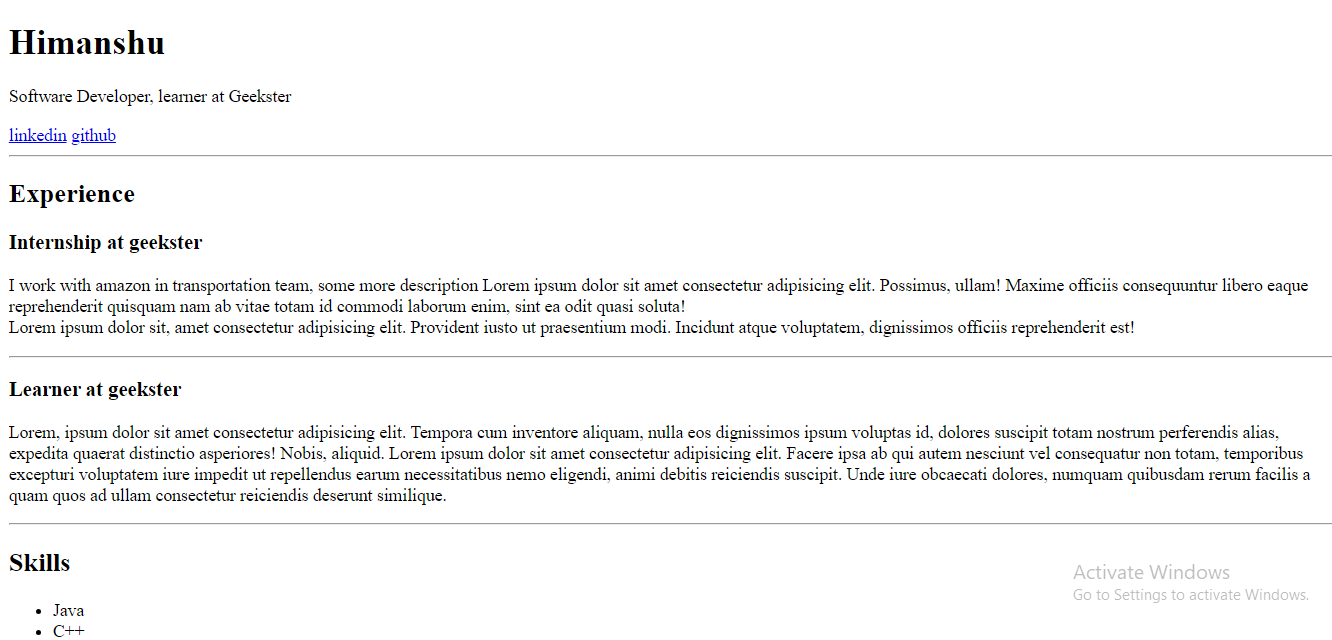 Himanshu
Software Developer, learner at Geekster
linkedin github
Experience
Internship at geekster
I work with amazon in transportation team, some more description Lorem ipsum dolor sit amet consectetur adipisicing elit. Possimus, ullam! Maxime officiis consequuntur libero eaque
reprehenderit quisquam nam ab vitae totam id commodi laborum enim, sint ea odit quasi soluta!
Lorem ipsum dolor sit, amet consectetur adipisicing elit. Provident iusto ut praesentium modi. Incidunt atque voluptatem, dignissimos officiis reprehenderit est!
Learner at geekster
Lorem, ipsum dolor sit amet consectetur adipisicing elit. Tempora cum inventore aliquam, nulla eos dignissimos ipsum voluptas id, dolores suscipit totam nostrum perferendis alias,
expedita quaerat distinctio asperiores! Nobis, aliquid. Lorem ipsum dolor sit amet consectetur adipisicing elit. Facere ipsa ab qui autem nesciunt vel consequatur non totam, temporibus
excepturi voluptatem iure impedit ut repellendus earum necessitatibus nemo eligendi, animi debitis reiciendis suscipit. Unde iure obcaecati dolores, numquam quibusdam rerum facilis a
quam quos ad ullam consectetur reiciendis deserunt similique.
Skills
Java
C++
Activate Windows
Go to Settings to activate Windows.